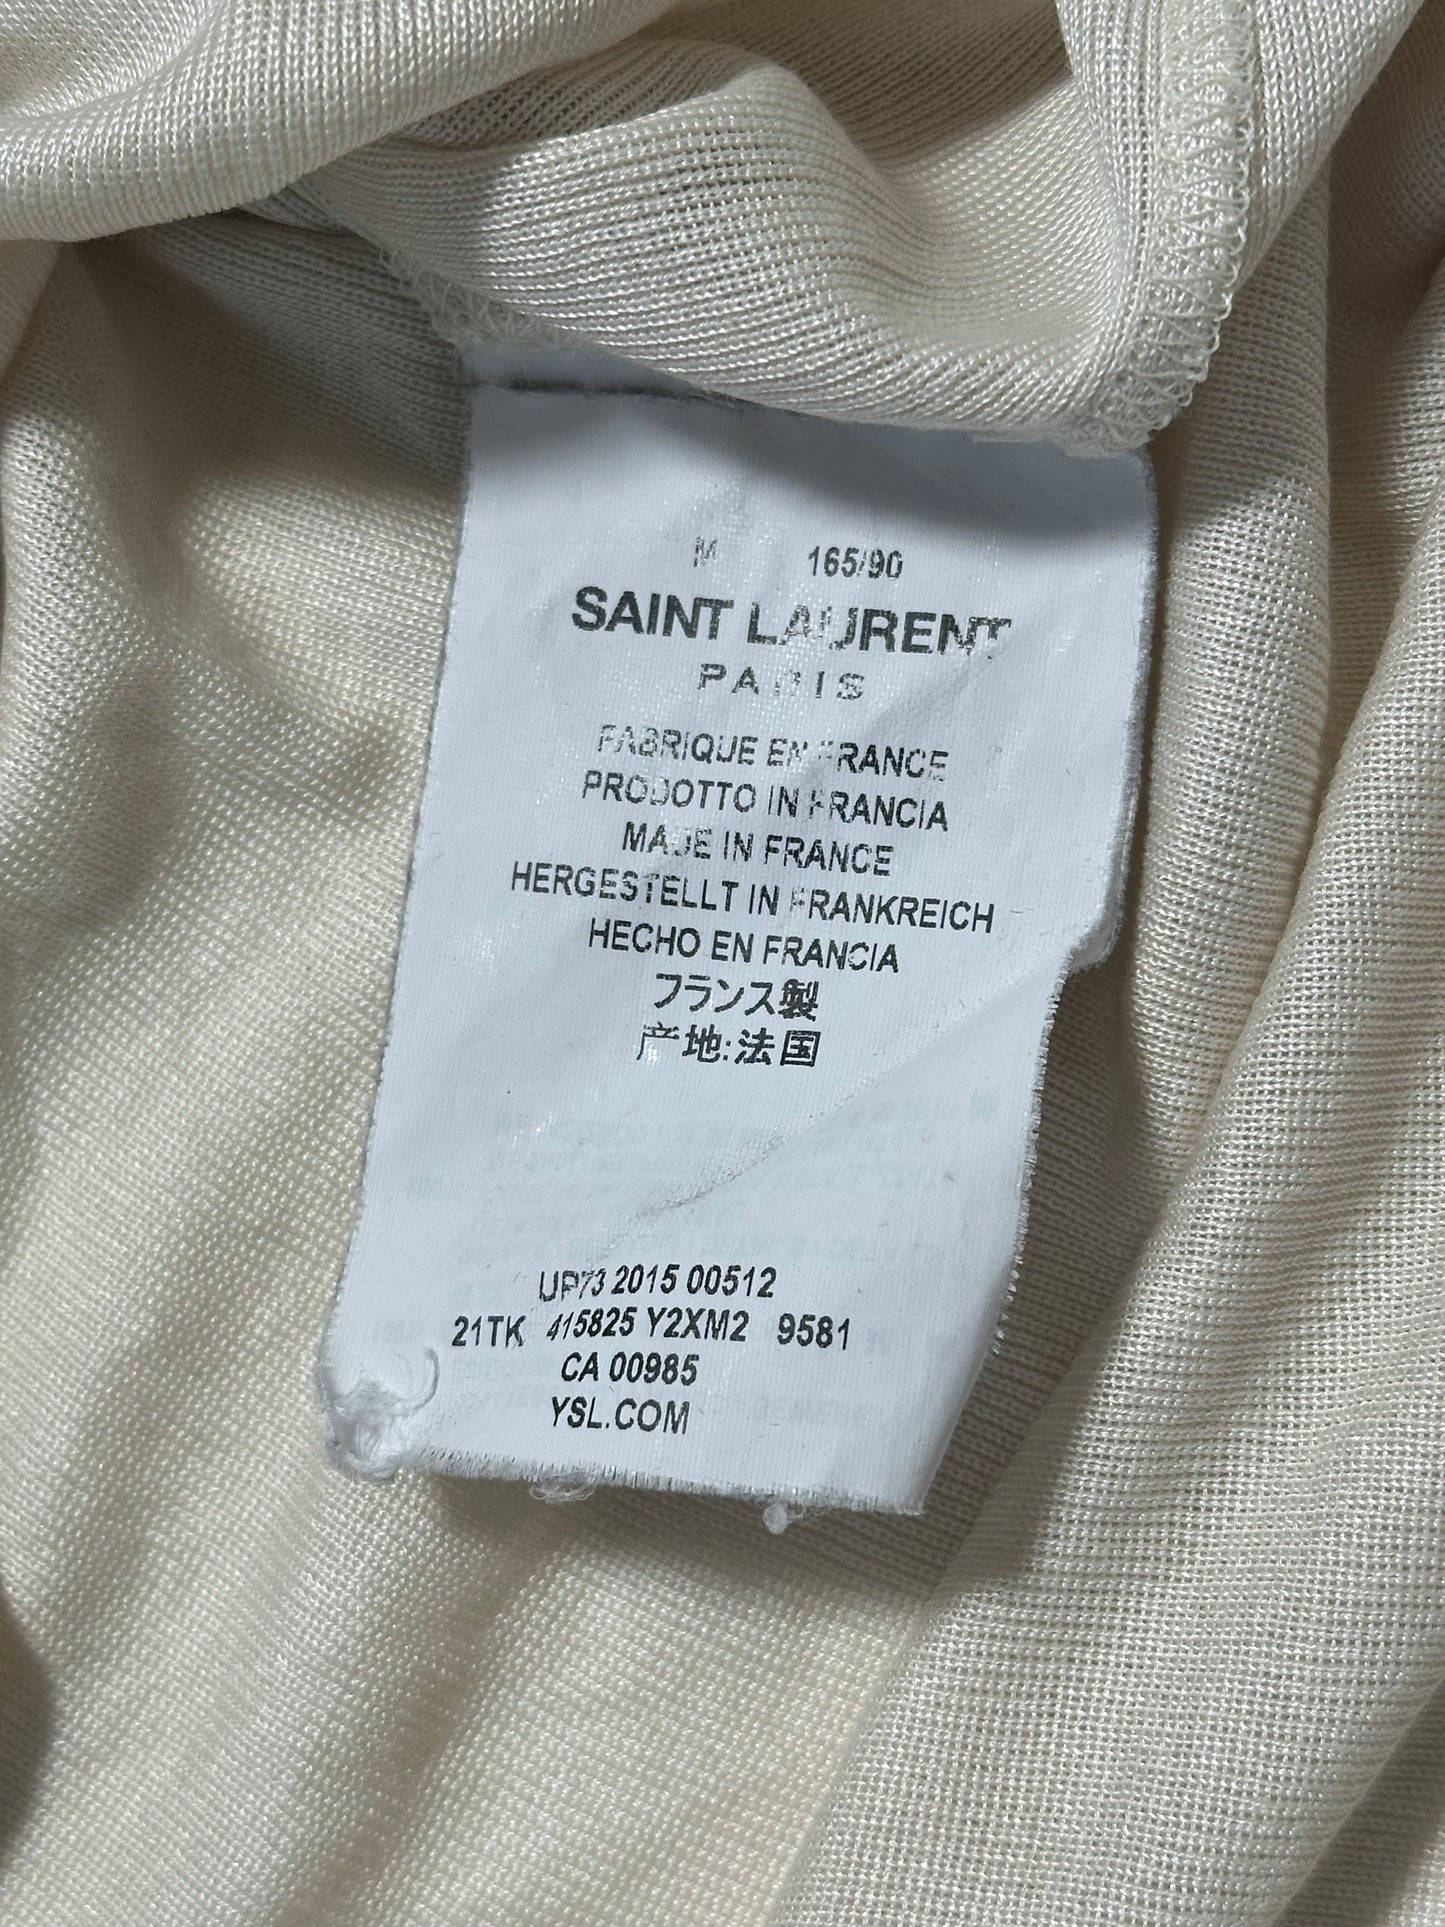 M 165/90
SAINT LAURENT
PARIS
FABRIQUE EN FRANCE
PRODOTTO IN FRANCIA
MADE IN FRANCE
HERGESTELLT IN FRANKREICH
HECHO EN FRANCIA
フランス製
产地:法国
UP73 2015 00512
21TK 415825 Y2XM2 9581
CA 00985
YSL.COM